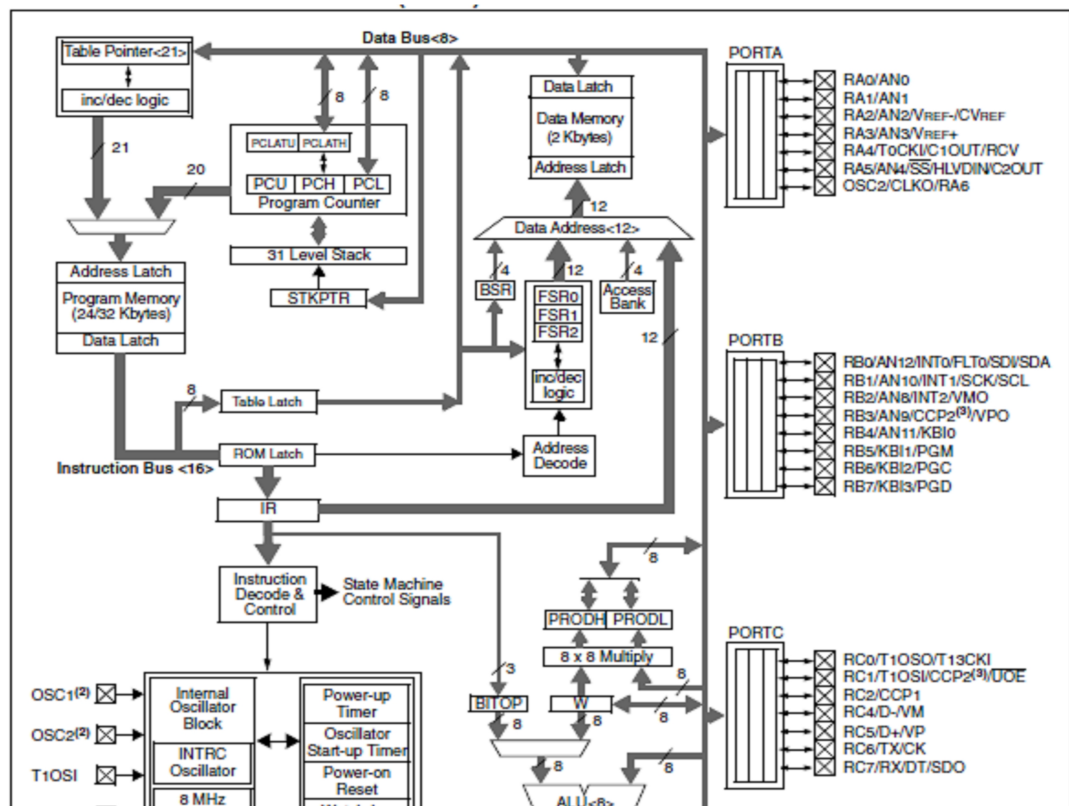 Data Bus<8>
Table Pointer<21>
inc/dec logic
21
20
8
8
PCLATU PCLATH
PCU PCH PCL
Program Counter
31 Level Stack
STKPTR
Address Latch
Program Memory
(24/32 Kbytes)
Data Latch
8
Table Latch
Instruction Bus <16>
ROM Latch
IR
Instruction
Decode &
Control
State Machine
Control Signals
Data Latch
Data Memory
(2 Kbytes)
Address Latch
12
Data Address<12>
4
12
4
BSR
FSR0
FSR1
FSR2
inc/dec
logic
Access
Bank
12
Address
Decode
8
PRODH PRODL
8 x 8 Multiply
3
8
BITOP
W
8
8
8
8
8
ALU<8>
OSC1(2)
OSC2(2)
T1OSI
Internal
Oscillator
Block
INTRC
Oscillator
8 MHz
Power-up
Timer
Oscillator
Start-up Timer
Power-on
Reset
PORTA
RA0/AN0
RA1/AN1
RA2/AN2/VREF-/CVREF
RA3/AN3/VREF+
RA4/T0CKI/C1OUT/RCV
RA5/AN4/SS/HLVDIN/C2OUT
OSC2/CLKO/RA6
PORTB
RB0/AN12/INT0/FLT0/SDI/SDA
RB1/AN10/INT1/SCK/SCL
RB2/AN8/INT2/VMO
RB3/AN9/CCP2(3)/VPO
RB4/AN11/KBI0
RB5/KBI1/PGM
RB6/KBI2/PGC
RB7/KBI3/PGD
PORTC
RC0/T1OSO/T13CKI
RC1/T1OSI/CCP2(3)/UOE
RC2/CCP1
RC4/D-/VM
RC5/D+/VP
RC6/TX/CK
RC7/RX/DT/SDO